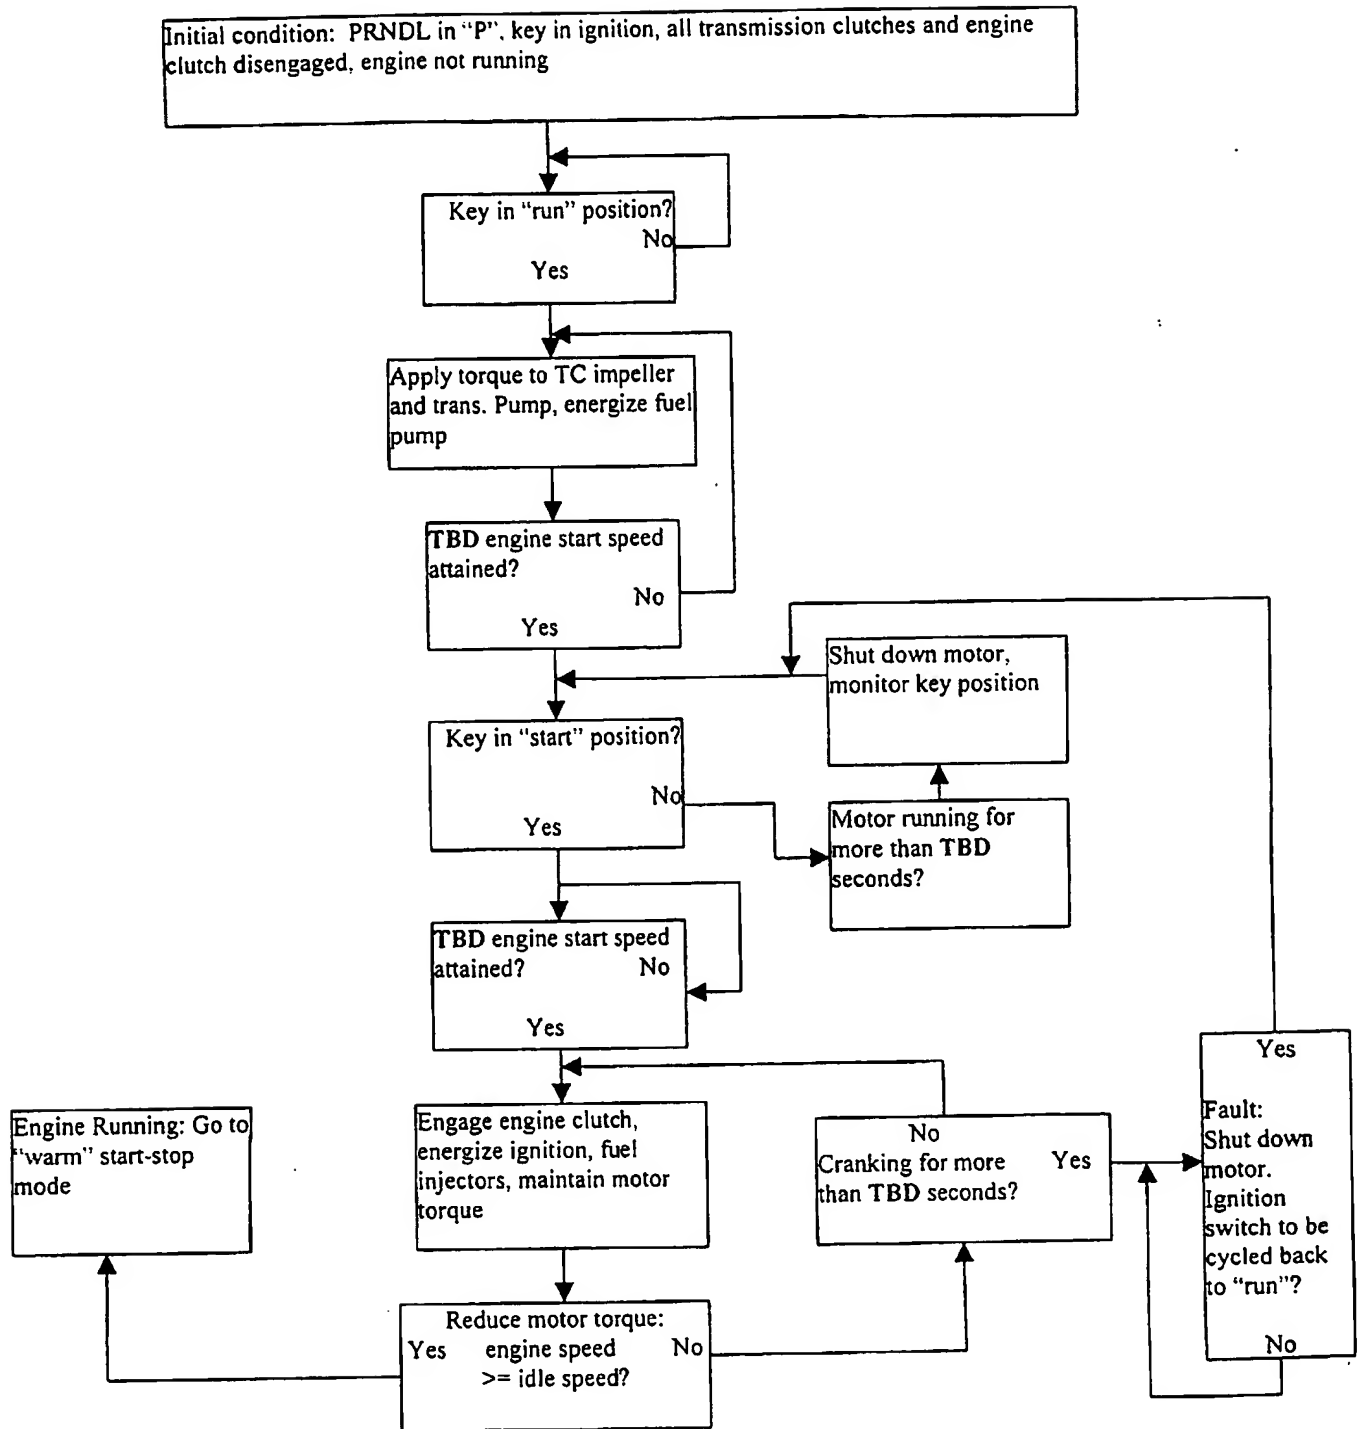 Initial condition: PRNDL in "P", key in ignition, all transmission clutches and engine
clutch disengaged, engine not running
Key in "run" position?
No
Yes
Apply torque to TC impeller
and trans. Pump, energize fuel
pump
TBD engine start speed
attained?
No
Yes
Shut down motor,
monitor key position
Key in "start" position?
No
Yes
Motor running for
more than TBD
seconds?
TBD engine start speed
attained? No
Yes
Yes
Fault:
Shut down
motor.
Ignition
switch to be
cycled back
to "run"?
No
Engine Running: Go to
"warm" start-stop
mode
Engage engine clutch,
energize ignition, fuel
injectors, maintain motor
torque
No
Cranking for more Yes
than TBD seconds?
Reduce motor torque:
Yes engine speed No
>= idle speed?